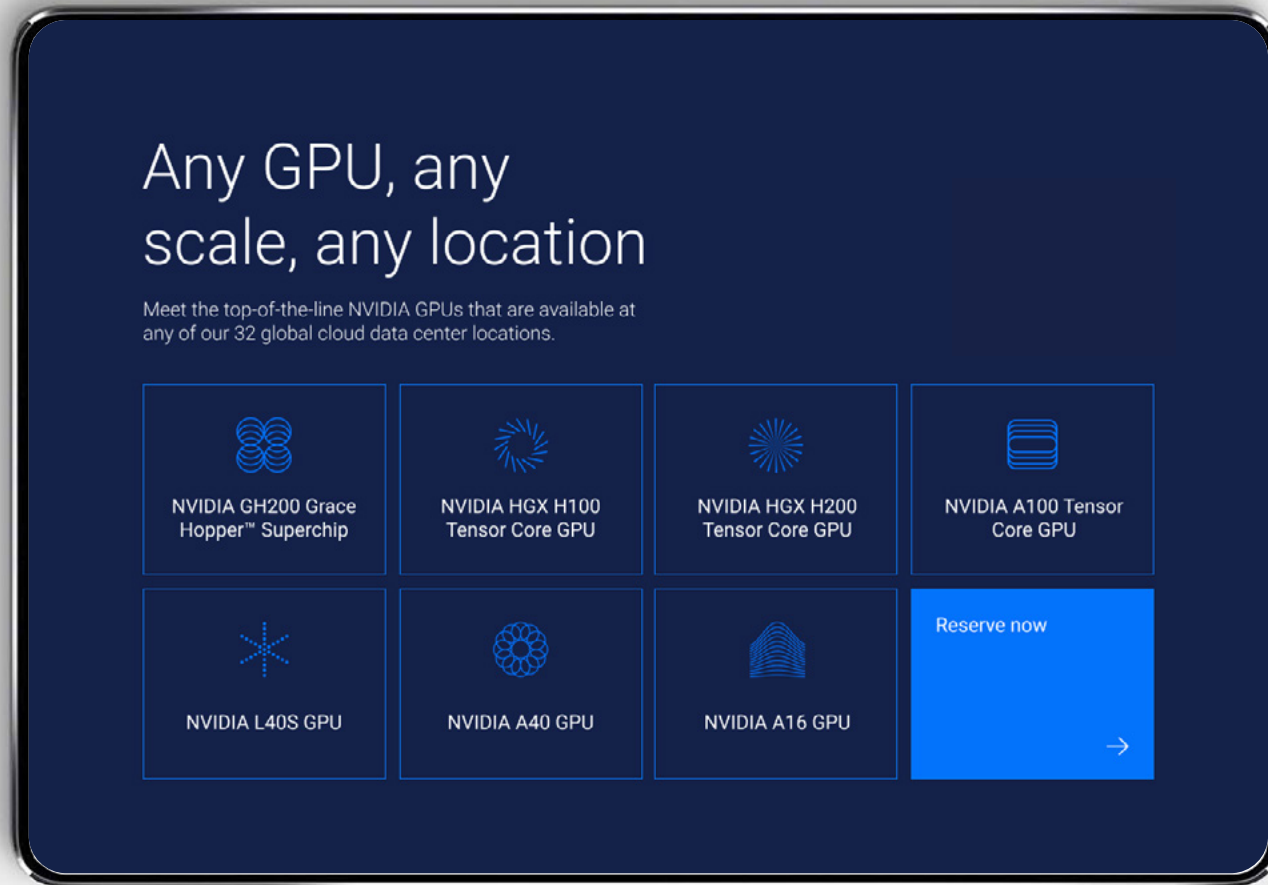 Any GPU, any
scale, any location
Meet the top-of-the-line NVIDIA GPUs that are available at
any of our 32 global cloud data center locations.
NVIDIA GH200 Grace
Hopper™ Superchip
NVIDIA HGX H100
Tensor Core GPU
NVIDIA HGX H200
Tensor Core GPU
NVIDIA A100 Tensor
Core GPU
NVIDIA L40S GPU
NVIDIA A40 GPU
NVIDIA A16 GPU
Reserve now